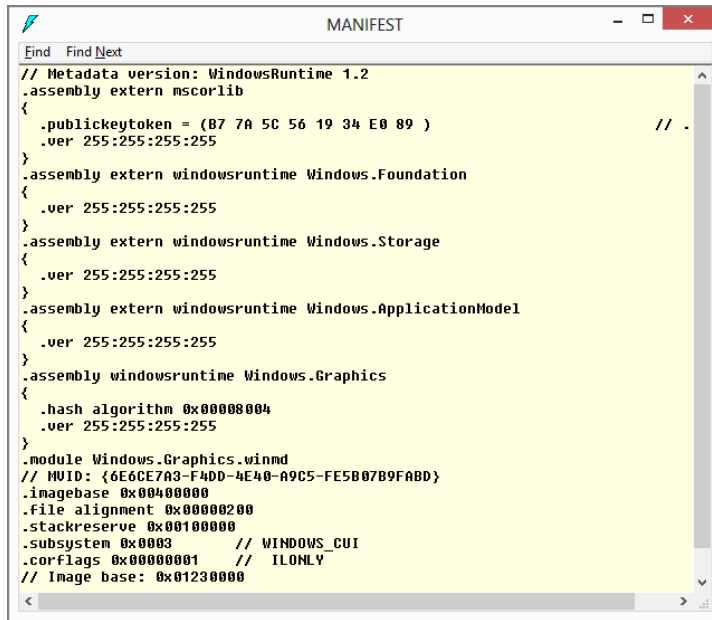 MANIFEST
Find Find Next
// Metadata version: WindowsRuntime 1.2
.assembly extern mscorlib
{
  .publickeytoken = (B7 7A 5C 56 19 34 E0 89 )                         // .
  .ver 255:255:255:255
}
.assembly extern windowsruntime Windows.Foundation
{
  .ver 255:255:255:255
}
.assembly extern windowsruntime Windows.Storage
{
  .ver 255:255:255:255
}
.assembly extern windowsruntime Windows.ApplicationModel
{
  .ver 255:255:255:255
}
.assembly windowsruntime Windows.Graphics
{
  .hash algorithm 0x00008004
  .ver 255:255:255:255
}
.module Windows.Graphics.winmd
// MVID: {6E6CE7A3-F4DD-4E40-A9C5-FE5B07B9FABD}
.imagebase 0x00400000
.file alignment 0x00000200
.stackreserve 0x00100000
.subsystem 0x0003       // WINDOWS_CUI
.corflags 0x00000001    //  ILONLY
// Image base: 0x01230000